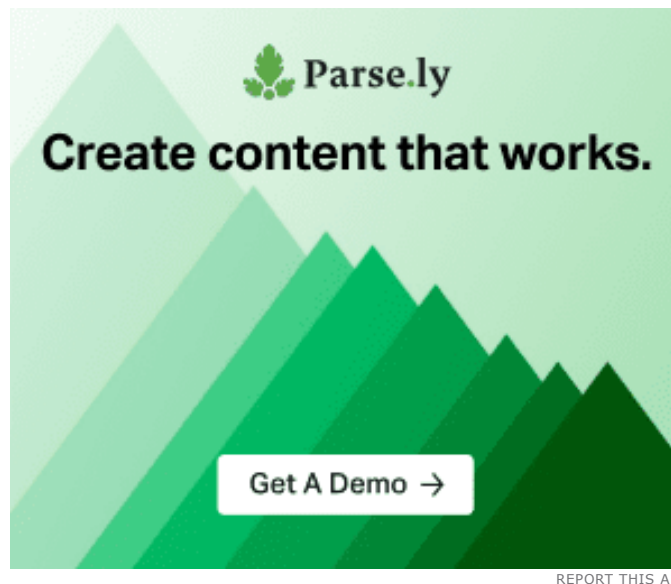 Parse.ly
Create content that works.
Get A Demo →
REPORT THIS A